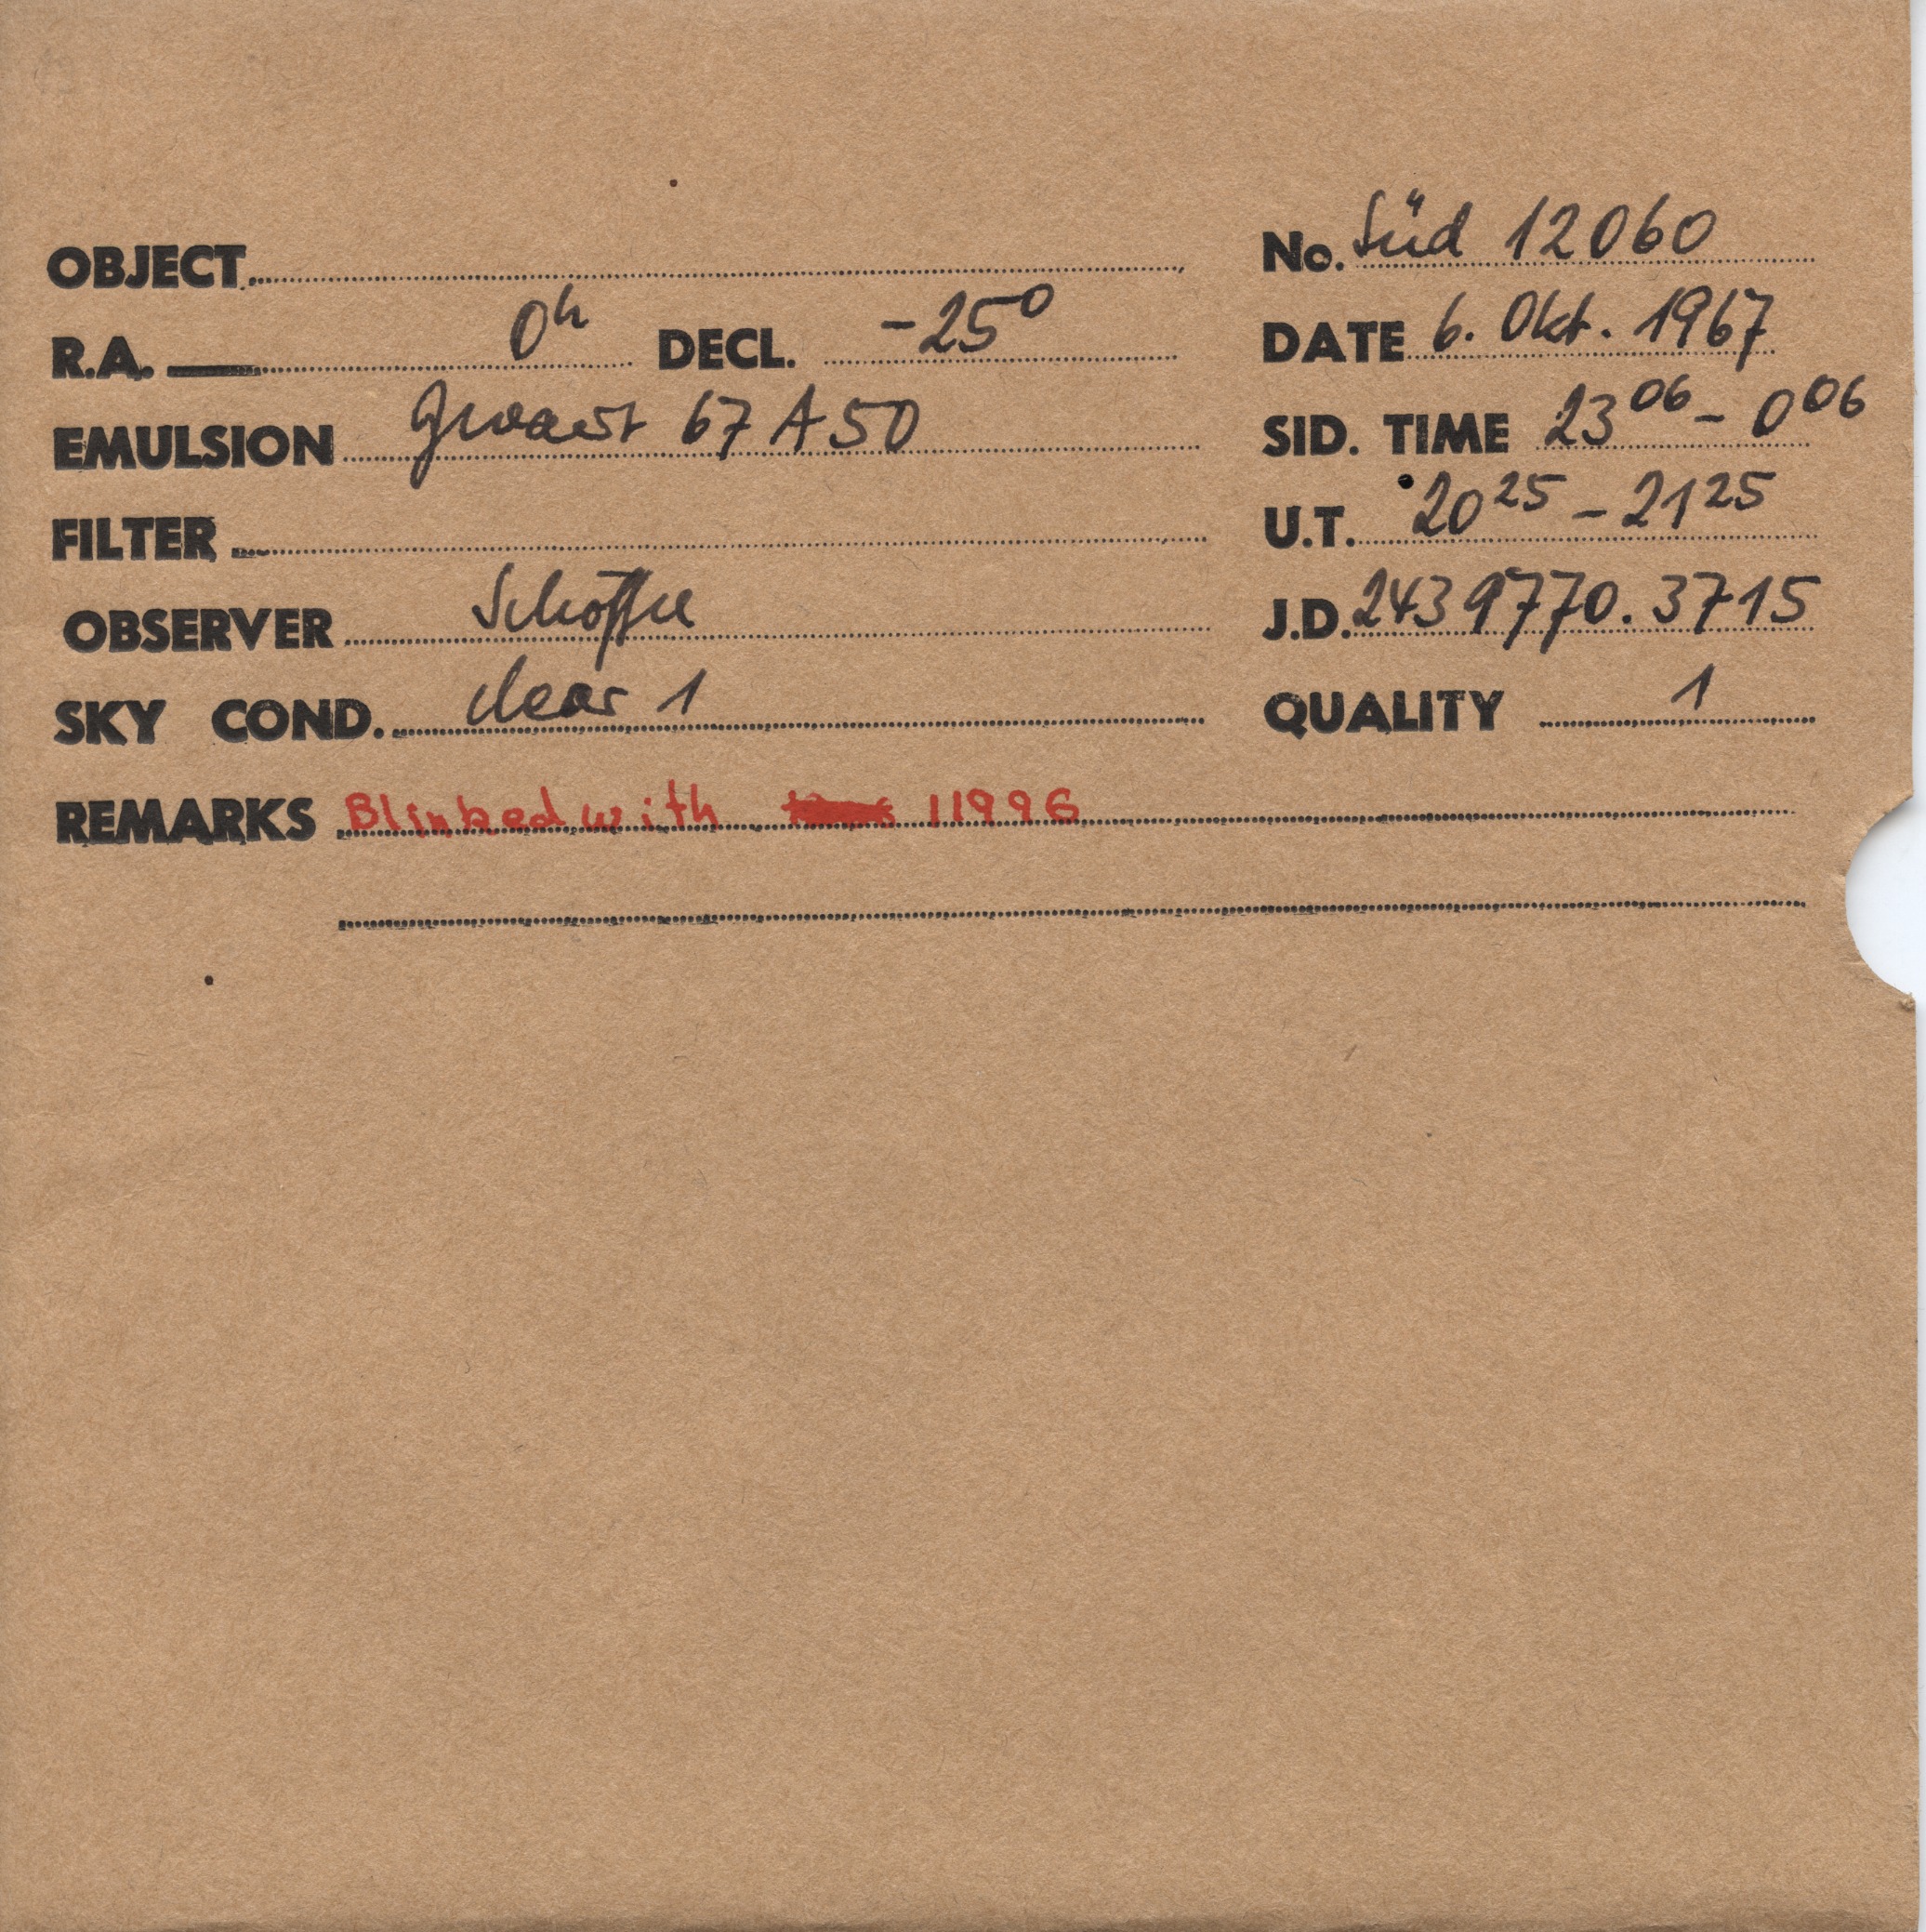 OBJECT
No. Süd 12060
R.A. 0h DECL. -25°
DATE 6. Okt. 1967
EMULSION Gevaert 67 A 50
SID. TIME 23 06 - 0 06
FILTER
U.T. 20 25 - 21 25
OBSERVER Schöffel
J.D. 2439770.3715
SKY COND. clear 1
QUALITY 1
REMARKS Blinked with 11996